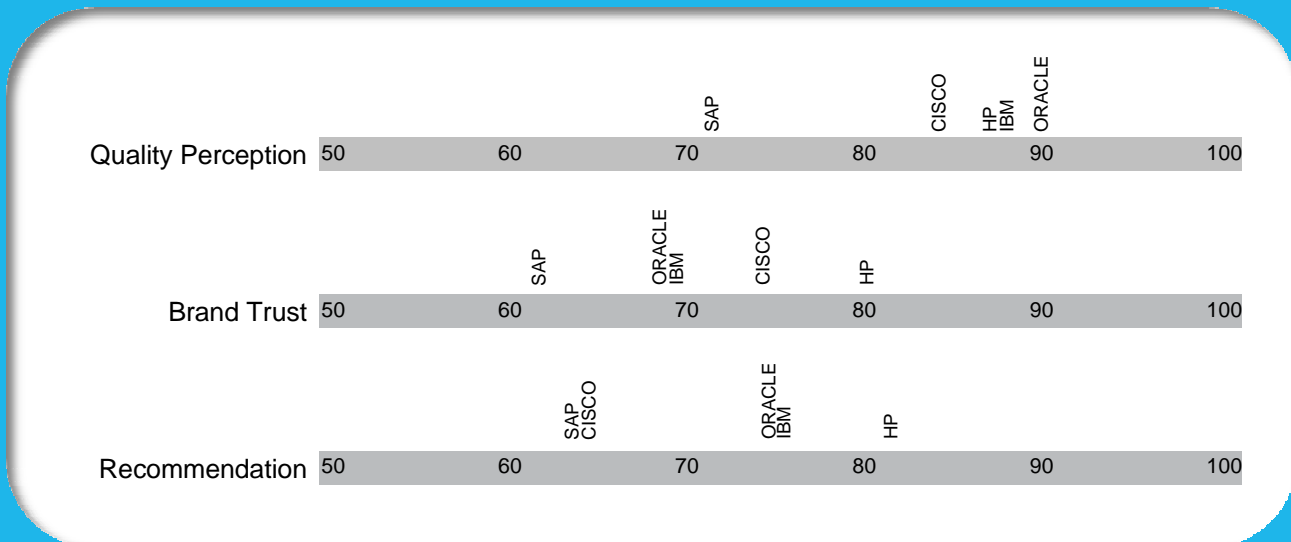 SAP
CISCO
HP
IBM
ORACLE
Quality Perception 50 60 70 80 90 100
SAP
ORACLE
IBM
CISCO
HP
Brand Trust 50 60 70 80 90 100
SAP
CISCO
ORACLE
IBM
HP
Recommendation 50 60 70 80 90 100